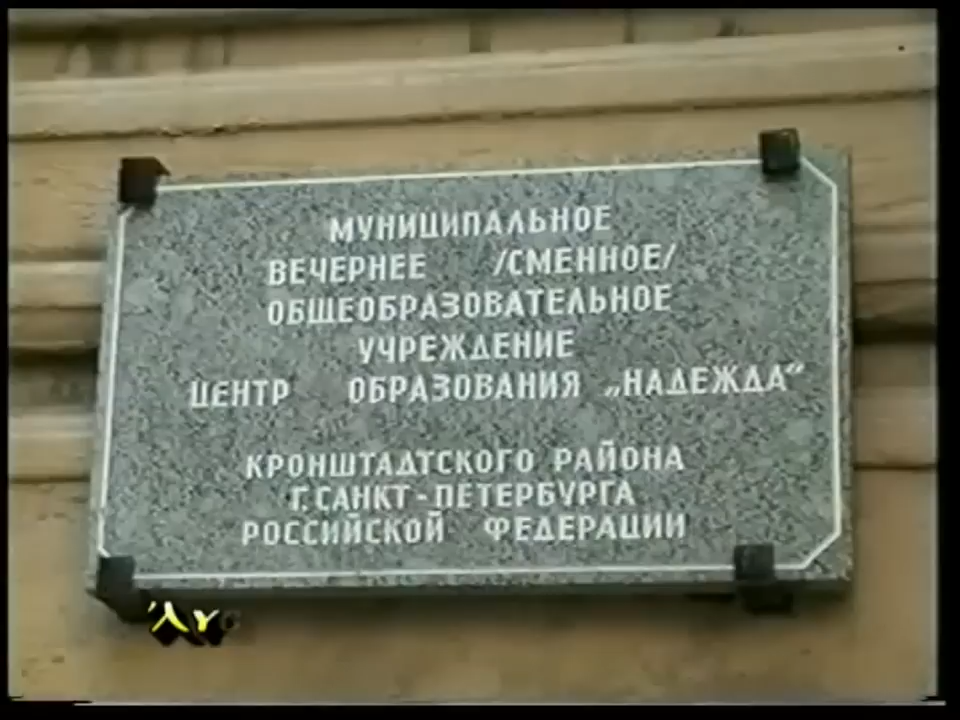 МУНИЦИПАЛЬНОЕ
ВЕЧЕРНЕЕ /СМЕННОЕ/
ОБЩЕОБРАЗОВАТЕЛЬНОЕ
УЧРЕЖДЕНИЕ
ЦЕНТР ОБРАЗОВАНИЯ „НАДЕЖДА“
КРОНШТАДТСКОГО РАЙОНА
Г. САНКТ-ПЕТЕРБУРГА
РОССИЙСКОЙ ФЕДЕРАЦИИ